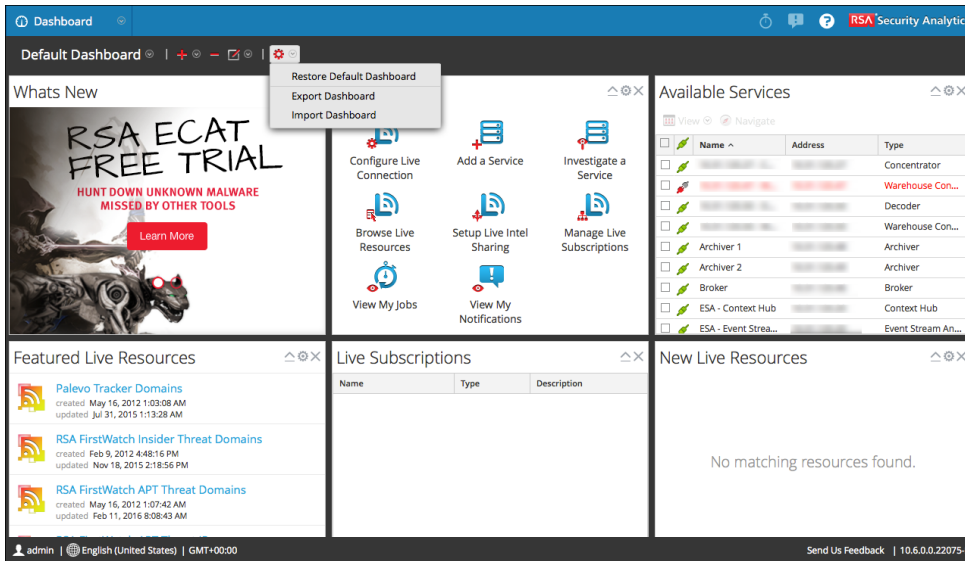 Dashboard
RSA Security Analytic
Default Dashboard
Restore Default Dashboard
Export Dashboard
Import Dashboard
Whats New
RSA ECAT
FREE TRIAL
HUNT DOWN UNKNOWN MALWARE
MISSED BY OTHER TOOLS
Learn More
Configure Live
Connection
Add a Service
Investigate a
Service
Browse Live
Resources
Setup Live Intel
Sharing
Manage Live
Subscriptions
View My Jobs
View My
Notifications
Available Services
View Navigate
Name Address Type
Concentrator
Warehouse Con...
Decoder
Warehouse Con...
Archiver 1 Archiver
Archiver 2 Archiver
Broker Broker
ESA - Context Hub Context Hub
ESA - Event Strea... Event Stream An...
Featured Live Resources
Palevo Tracker Domains
created May 16, 2012 1:03:08 AM
updated Jul 31, 2015 1:13:28 AM
RSA FirstWatch Insider Threat Domains
created Feb 9, 2012 4:48:16 PM
updated Nov 18, 2015 2:18:56 PM
RSA FirstWatch APT Threat Domains
created May 16, 2012 1:07:42 AM
updated Feb 11, 2016 8:08:43 AM
Live Subscriptions
Name Type Description
New Live Resources
No matching resources found.
admin | English (United States) | GMT+00:00
Send Us Feedback | 10.6.0.0.22075-